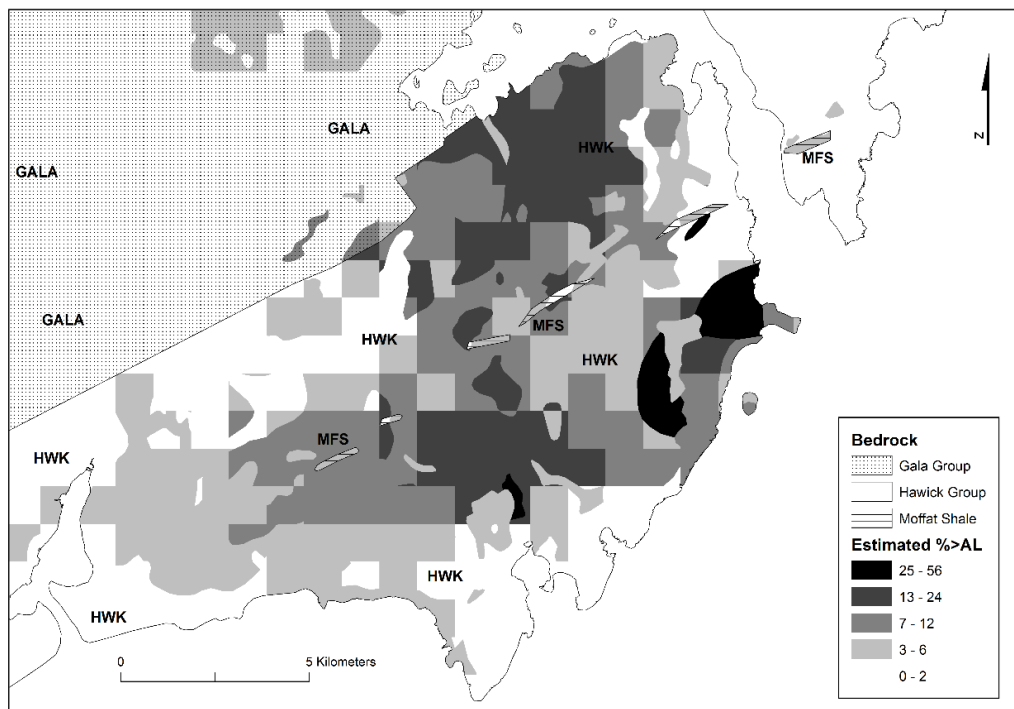 GALA
GALA
HWK
MFS
N
GALA
HWK
MFS
HWK
MFS
HWK
HWK
HWK
0
5 Kilometers
Bedrock
Gala Group
Hawick Group
Moffat Shale
Estimated %>AL
25 - 56
13 - 24
7 - 12
3 - 6
0 - 2